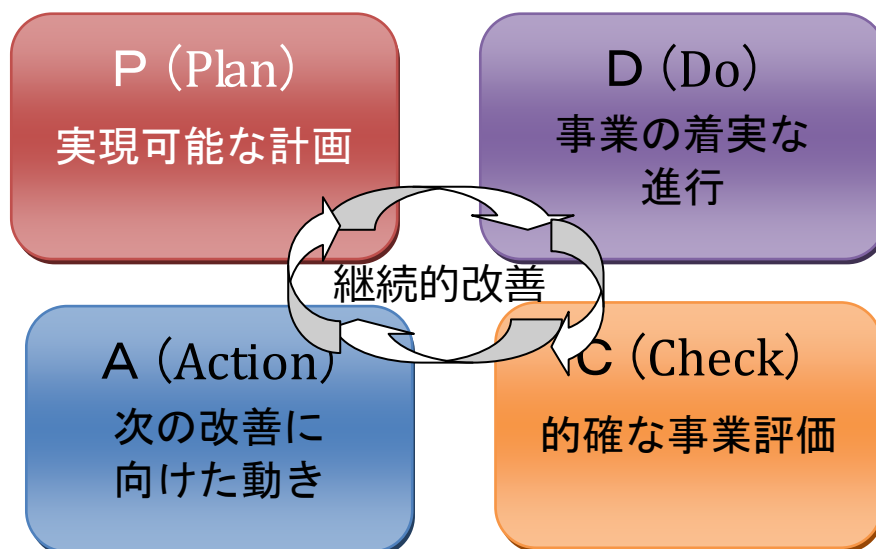 P（Plan）
実現可能な計画
D（Do）
事業の着実な
進行
継続的改善
A（Action）
次の改善に
向けた動き
C（Check）
的確な事業評価